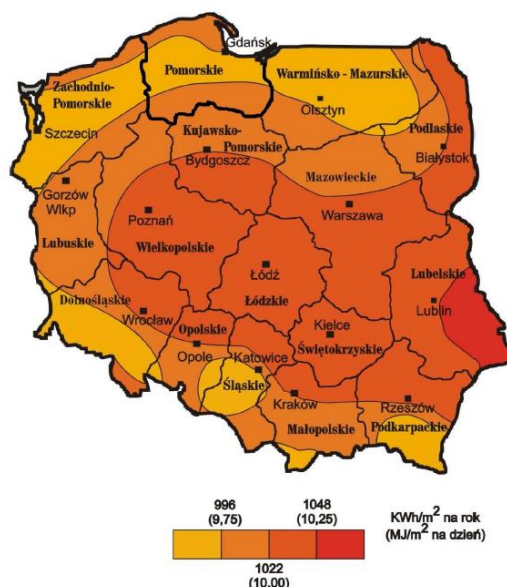 Gdańsk
Pomorskie
Warmińsko - Mazurskie
Zachodnio-
Pomorskie
Olsztyn
Szczecin
Podlaskie
Kujawsko-
Pomorskie
Bydgoszcz
Białystok
Mazowieckie
Gorzów
Wlkp
Poznań
Warszawa
Lubuskie
Wielkopolskie
Łódź
Łódzkie
Lubelskie
Lublin
Dolnośląskie
Wrocław
Opolskie
Opole
Kielce
Świętokrzyskie
Katowice
Śląskie
Kraków
Małopolskie
Rzeszów
Podkarpackie
996
(9,75)
1048
(10,25)
KWh/m² na rok
(MJ/m² na dzień)
1022
(10,00)